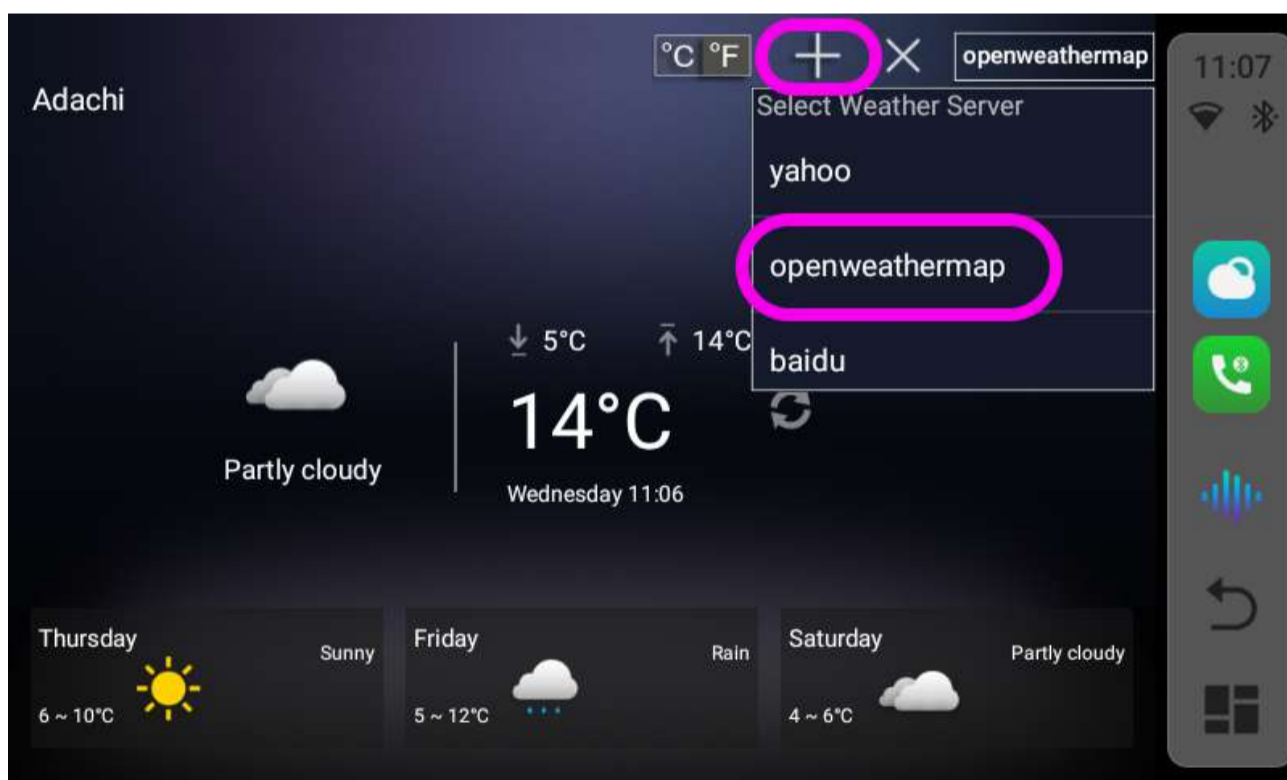 °C °F
openweathermap
11:07
Adachi
Select Weather Server
yahoo
openweathermap
baidu
5°C
14°C
14°C
Partly cloudy
Wednesday 11:06
Thursday
Sunny
6 ~ 10°C
Friday
Rain
5 ~ 12°C
Saturday
Partly cloudy
4 ~ 6°C